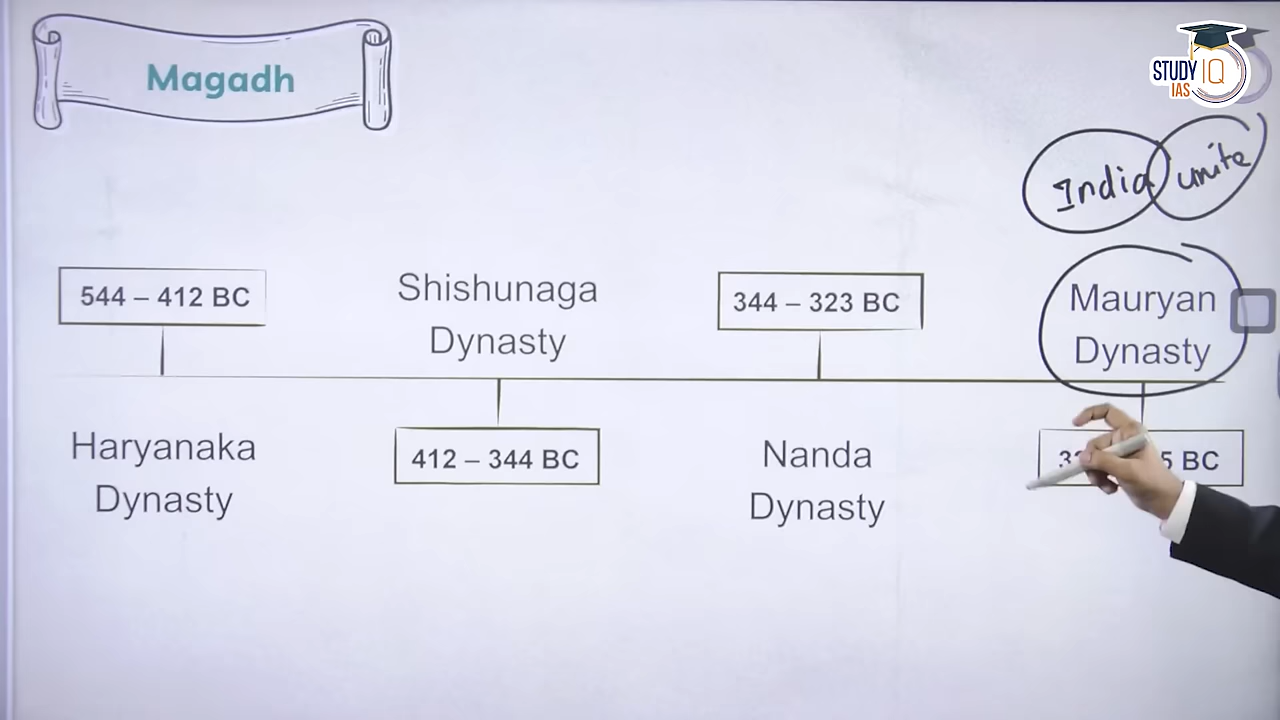 Magadh
STUDY IQ
IAS
India unite
544 – 412 BC
Shishunaga
Dynasty
344 – 323 BC
Mauryan
Dynasty
Haryanaka
Dynasty
412 – 344 BC
Nanda
Dynasty
BC